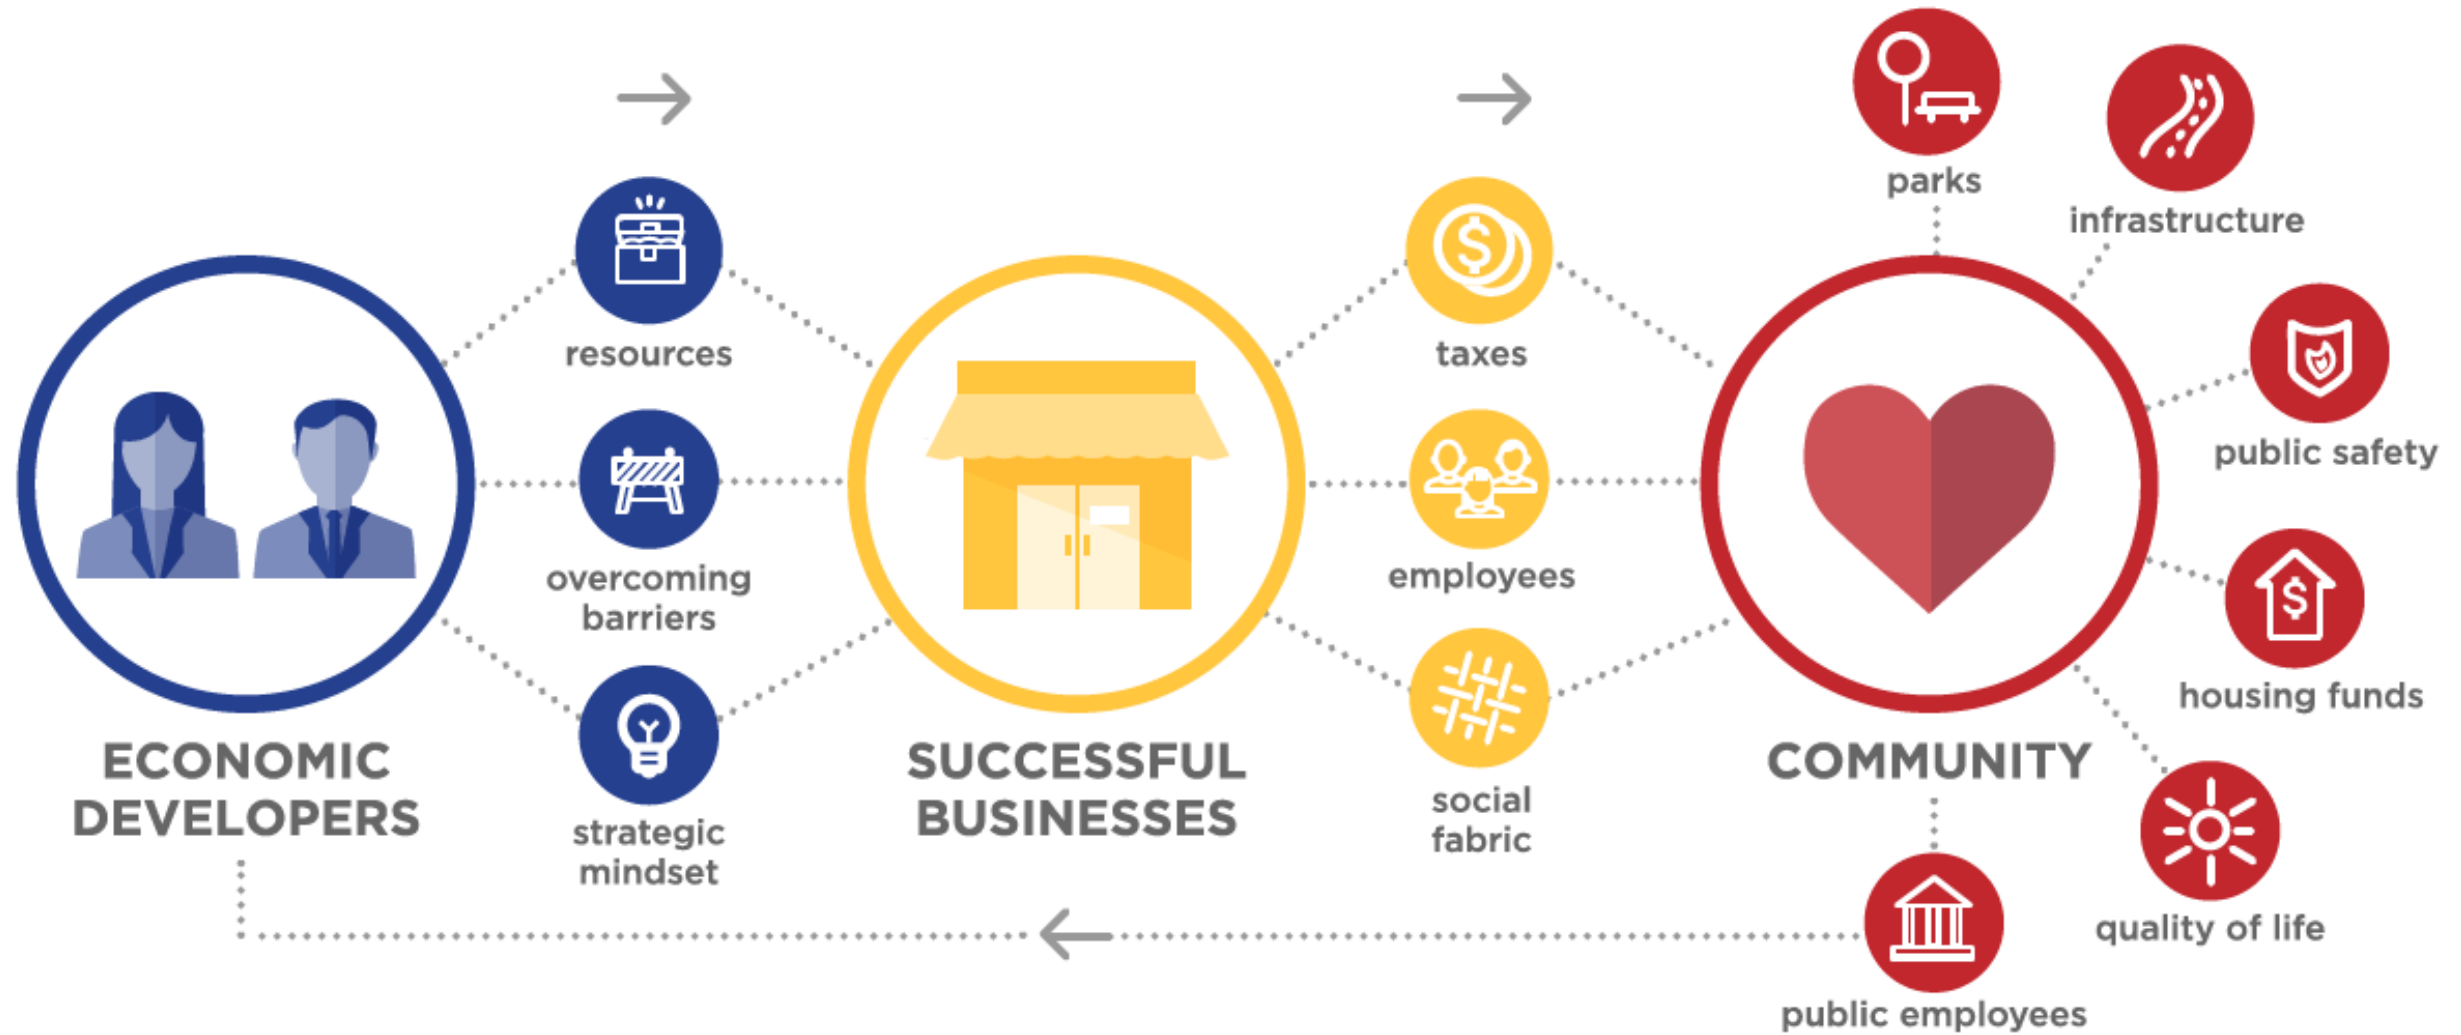 ECONOMIC
DEVELOPERS
resources
overcoming
barriers
strategic
mindset
SUCCESSFUL
BUSINESSES
$
taxes
employees
social
fabric
COMMUNITY
parks
infrastructure
public safety
$
housing funds
quality of life
public employees